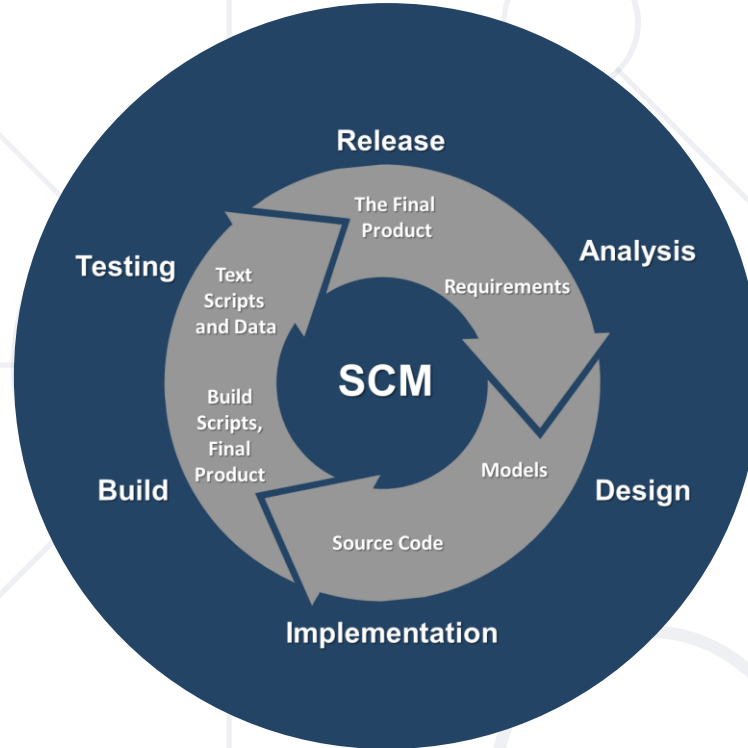 Release
The Final
Product
Analysis
Requirements
Testing
Text
Scripts
and Data
SCM
Build
Scripts,
Final
Product
Models
Build
Design
Source Code
Implementation